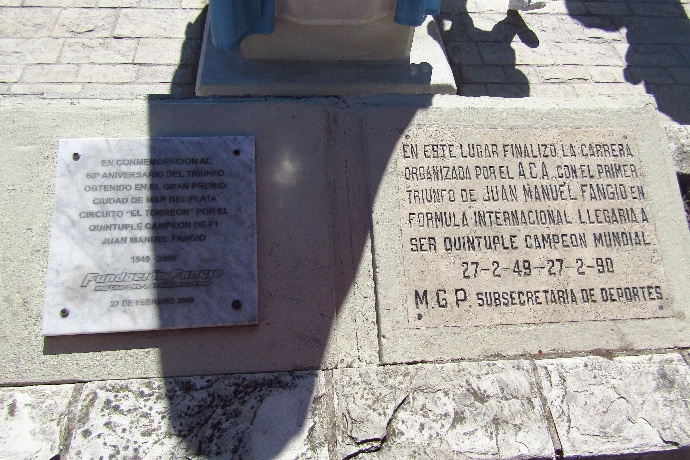 EN CONMEMORACION AL
60º ANIVERSARIO DEL TRIUNFO
OBTENIDO EN EL GRAN PREMIO
CIUDAD DE MAR DEL PLATA
CIRCUITO "EL TORREON" POR EL
QUINTUPLE CAMPEON DE F1
JUAN MANUEL FANGIO
1949 - 2009
Fundación Fangio
27 DE FEBRERO 2009
EN ESTE LUGAR FINALIZO LA CARRERA
ORGANIZADA POR EL A.C.A. CON EL PRIMER
TRIUNFO DE JUAN MANUEL FANGIO EN
FORMULA INTERNACIONAL LLEGARIA A
SER QUINTUPLE CAMPEON MUNDIAL
27-2-49-27-2-90
M.G.P SUBSECRETARIA DE DEPORTES